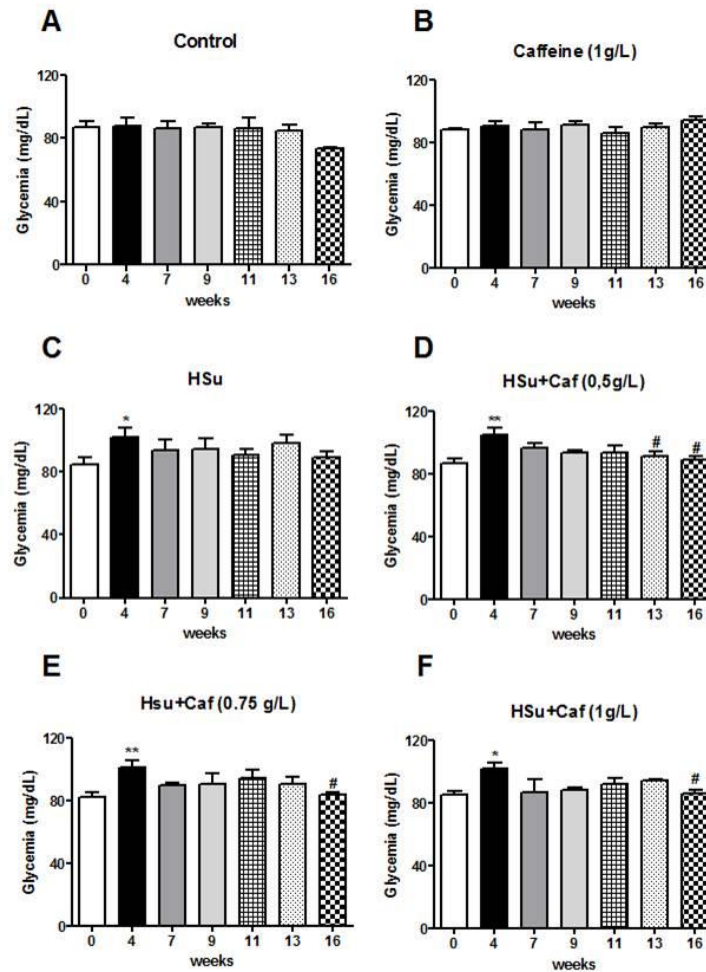 A
Control
Glycemia (mg/dL)
120
80
40
0
0 4 7 9 11 13 16
weeks
B
Caffeine (1g/L)
Glycemia (mg/dL)
120
80
40
0
0 4 7 9 11 13 16
weeks
C
HSu
Glycemia (mg/dL)
120
80
40
0
*
0 4 7 9 11 13 16
weeks
D
HSu+Caf (0,5g/L)
Glycemia (mg/dL)
120
80
40
0
** # #
0 4 7 9 11 13 16
weeks
E
Hsu+Caf (0.75 g/L)
Glycemia (mg/dL)
120
80
40
0
** #
0 4 7 9 11 13 16
weeks
F
HSu+Caf (1g/L)
Glycemia (mg/dL)
120
80
40
0
* #
0 4 7 9 11 13 16
weeks